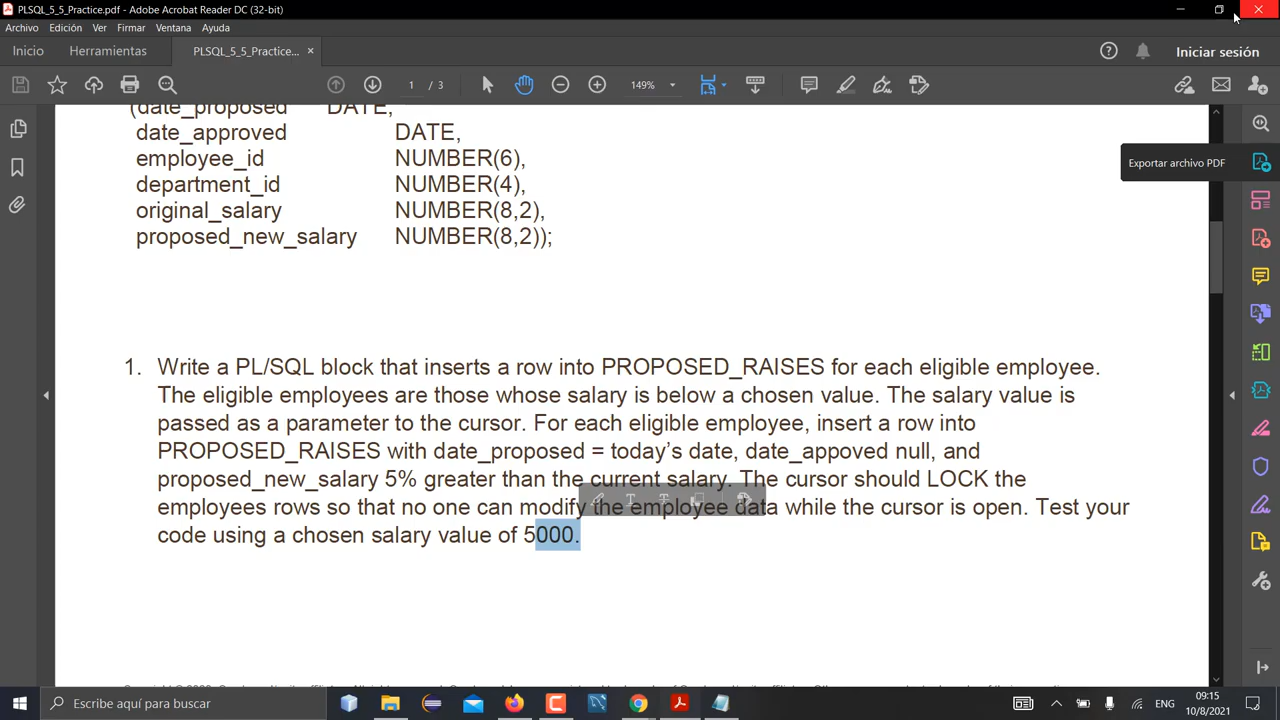 PLSQL_5_5_Practice.pdf - Adobe Acrobat Reader DC (32-bit)
Archivo Edición Ver Firmar Ventana Ayuda
Inicio Herramientas PLSQL_5_5_Practice... × Iniciar sesión
1 / 3 149%
(date_proposed DATE,
date_approved DATE,
employee_id NUMBER(6),
Exportar archivo PDF
department_id NUMBER(4),
original_salary NUMBER(8,2),
proposed_new_salary NUMBER(8,2));
1. Write a PL/SQL block that inserts a row into PROPOSED_RAISES for each eligible employee.
The eligible employees are those whose salary is below a chosen value. The salary value is
passed as a parameter to the cursor. For each eligible employee, insert a row into
PROPOSED_RAISES with date_proposed = today's date, date_appoved null, and
proposed_new_salary 5% greater than the current salary. The cursor should LOCK the
employees rows so that no one can modify the employee data while the cursor is open. Test your
code using a chosen salary value of 5000.
Escribe aquí para buscar
ENG
09:15
10/8/2021